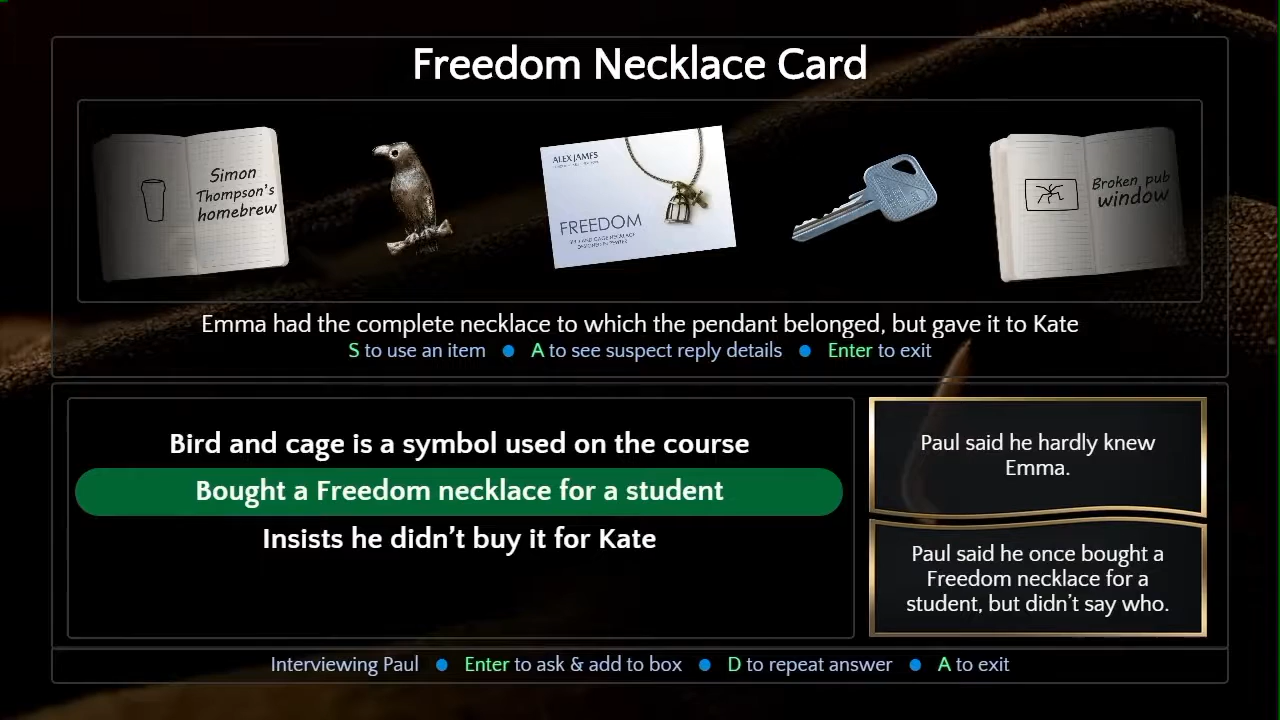 Freedom Necklace Card
Simon
Thompson's
homebrew
ALEX JAMES
FREEDOM
Broken pub
window
Emma had the complete necklace to which the pendant belonged, but gave it to Kate
S to use an item ● A to see suspect reply details ● Enter to exit
Bird and cage is a symbol used on the course
Bought a Freedom necklace for a student
Insists he didn't buy it for Kate
Paul said he hardly knew
Emma.
Paul said he once bought a
Freedom necklace for a
student, but didn't say who.
Interviewing Paul ● Enter to ask & add to box ● D to repeat answer ● A to exit